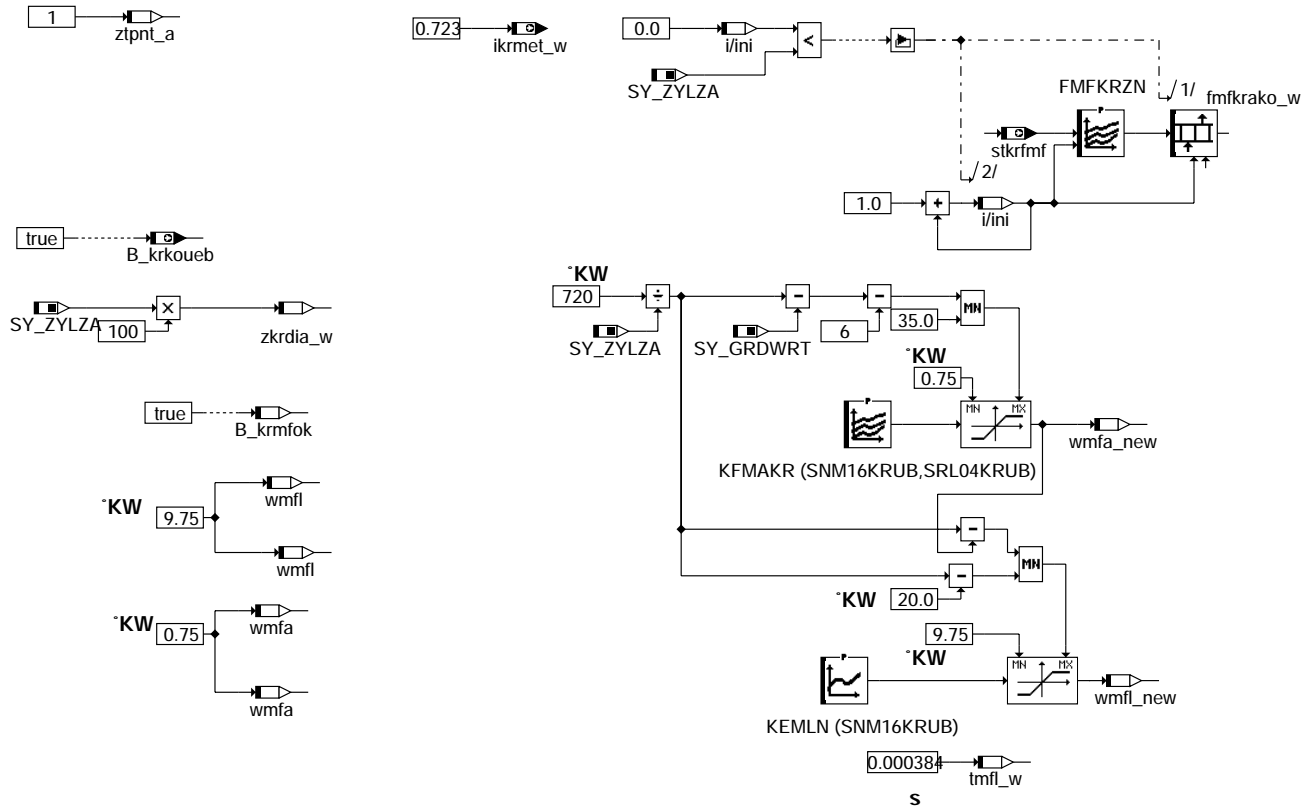 1
ztpnt_a
0.723
ikrmet_w
0.0
i/ini
<
SY_ZYLZA
/1/
FMFKRZN
fmfkrako_w
P
stkrfmf
/2/
1.0
+
i/ini
true
B_krkoueb
SY_ZYLZA
100
X
zkrdia_w
°KW
720
÷
SY_ZYLZA
-
SY_GRDWRT
-
6
35.0
MN
°KW
0.75
MN
MX
P
KFMAKR (SNM16KRUB,SRL04KRUB)
wmfa_new
true
B_krmfok
°KW
9.75
wmfl
wmfl
-
MN
-
°KW
20.0
°KW
0.75
wmfa
wmfa
9.75
°KW
MN
MX
P
KEMLN (SNM16KRUB)
wmfl_new
0.000384
tmfl_w
s